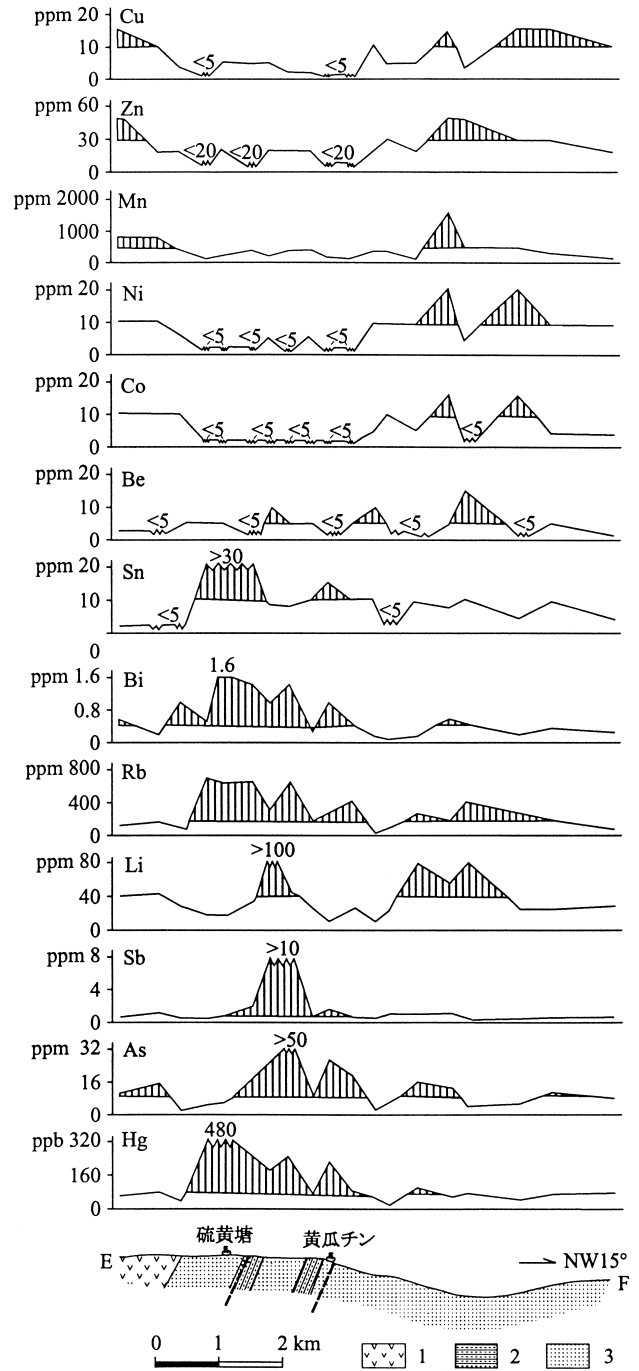 ppm 20 Cu
10
<5 <5
0
ppm 60 Zn
30
<20 <20 <20
0
ppm 2000 Mn
1000
0
ppm 20 Ni
10
<5 <5 <5 <5
0
ppm 20 Co
10
<5 <5 <5 <5 <5
0
ppm 20 Be
10
<5 <5 <5 <5 <5
0
ppm 20 Sn >30
10
<5 <5
0
ppm 1.6 Bi 1.6
0.8
0
ppm 800 Rb
400
0
ppm 80 Li >100
40
0
ppm 8 Sb >10
4
0
ppm 32 As >50
16
0
ppb 320 Hg 480
160
0
硫黄塘 黄瓜チン
E NW15°
F
0 1 2 km
1 2 3